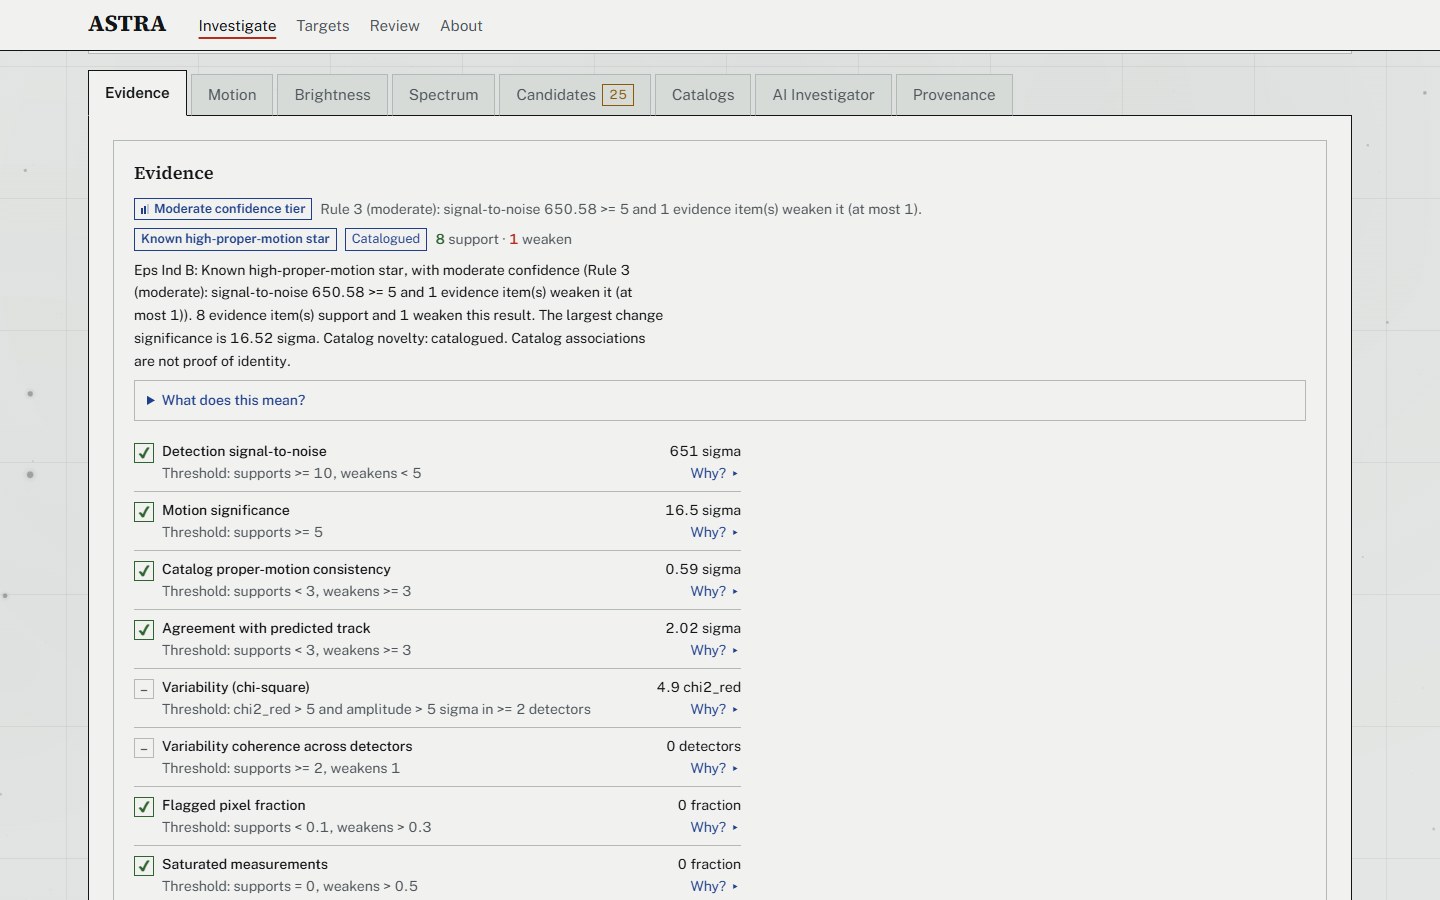 ASTRA Investigate Targets Review About
Evidence Motion Brightness Spectrum Candidates 25 Catalogs AI Investigator Provenance
Evidence
Moderate confidence tier Rule 3 (moderate): signal-to-noise 650.58 >= 5 and 1 evidence item(s) weaken it (at most 1).
Known high-proper-motion star Catalogued 8 support · 1 weaken
Eps Ind B: Known high-proper-motion star, with moderate confidence (Rule 3
(moderate): signal-to-noise 650.58 >= 5 and 1 evidence item(s) weaken it (at
most 1)). 8 evidence item(s) support and 1 weaken this result. The largest change
significance is 16.52 sigma. Catalog novelty: catalogued. Catalog associations
are not proof of identity.
▶ What does this mean?
Detection signal-to-noise 651 sigma
Threshold: supports >= 10, weakens < 5 Why? ▸
Motion significance 16.5 sigma
Threshold: supports >= 5 Why? ▸
Catalog proper-motion consistency 0.59 sigma
Threshold: supports < 3, weakens >= 3 Why? ▸
Agreement with predicted track 2.02 sigma
Threshold: supports < 3, weakens >= 3 Why? ▸
– Variability (chi-square) 4.9 chi2_red
Threshold: chi2_red > 5 and amplitude > 5 sigma in >= 2 detectors Why? ▸
– Variability coherence across detectors 0 detectors
Threshold: supports >= 2, weakens 1 Why? ▸
Flagged pixel fraction 0 fraction
Threshold: supports < 0.1, weakens > 0.3 Why? ▸
Saturated measurements 0 fraction
Threshold: supports = 0, weakens > 0.5 Why? ▸